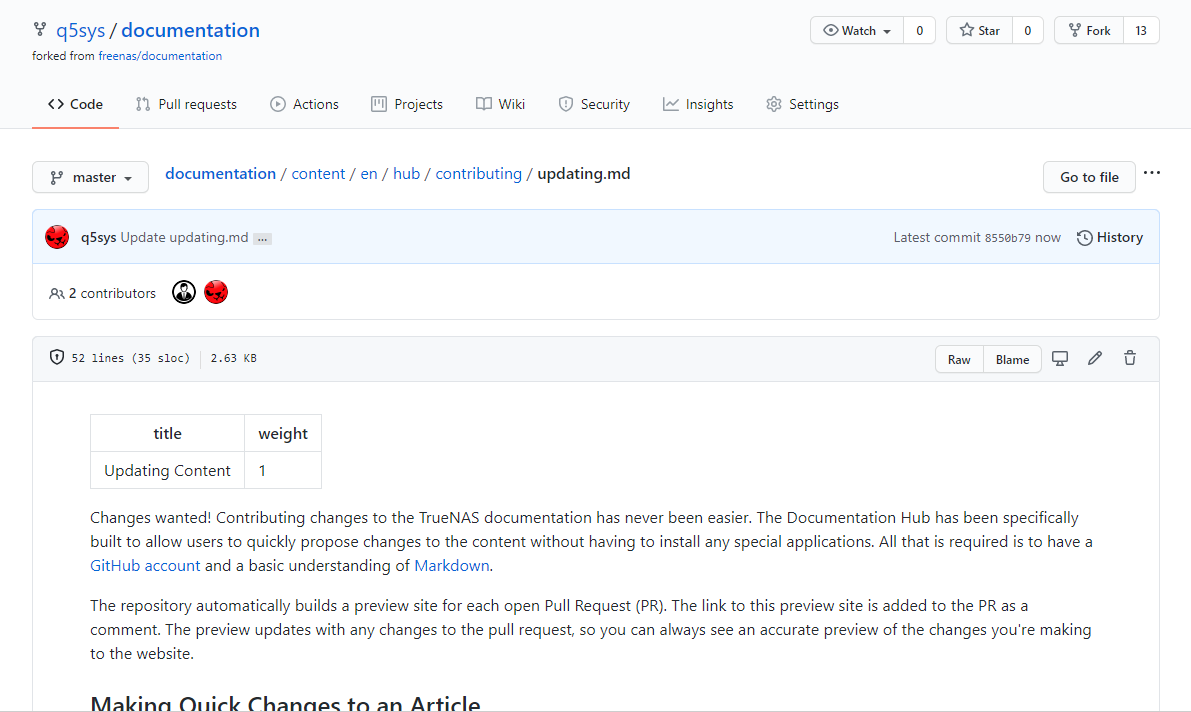 q5sys / documentation
Watch 0 Star 0 Fork 13
forked from freenas/documentation
Code Pull requests Actions Projects Wiki Security Insights Settings
master documentation / content / en / hub / contributing / updating.md Go to file ...
q5sys Update updating.md ... Latest commit 8550b79 now History
2 contributors
52 lines (35 sloc) 2.63 KB Raw Blame
title weight
Updating Content 1
Changes wanted! Contributing changes to the TrueNAS documentation has never been easier. The Documentation Hub has been specifically
built to allow users to quickly propose changes to the content without having to install any special applications. All that is required is to have a
GitHub account and a basic understanding of Markdown.
The repository automatically builds a preview site for each open Pull Request (PR). The link to this preview site is added to the PR as a
comment. The preview updates with any changes to the pull request, so you can always see an accurate preview of the changes you're making
to the website.
Making Quick Changes to an Article